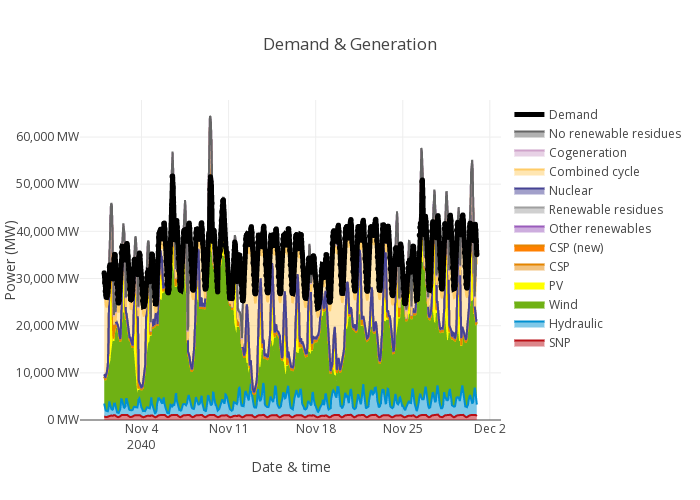 Demand & Generation
Power (MW)
60,000 MW
50,000 MW
40,000 MW
30,000 MW
20,000 MW
10,000 MW
0 MW
Nov 4
2040
Nov 11
Nov 18
Nov 25
Dec 2
Date & time
Demand
No renewable residues
Cogeneration
Combined cycle
Nuclear
Renewable residues
Other renewables
CSP (new)
CSP
PV
Wind
Hydraulic
SNP